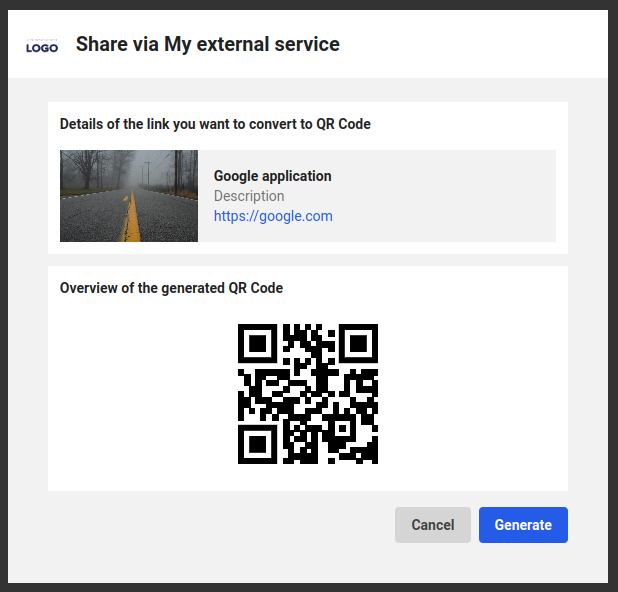 LOGO
Share via My external service
Details of the link you want to convert to QR Code
Google application
Description
https://google.com
Overview of the generated QR Code
Cancel
Generate